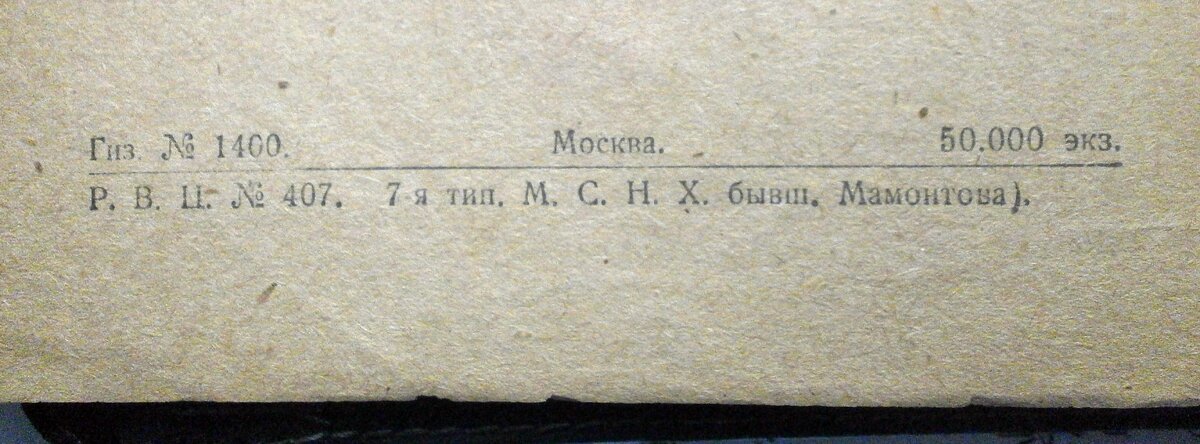 Гиз. № 1400. Москва. 50.000 экз.
Р. В. Ц. № 407. 7-я тип. М. С. Н. Х. бывш. Мамонтова).